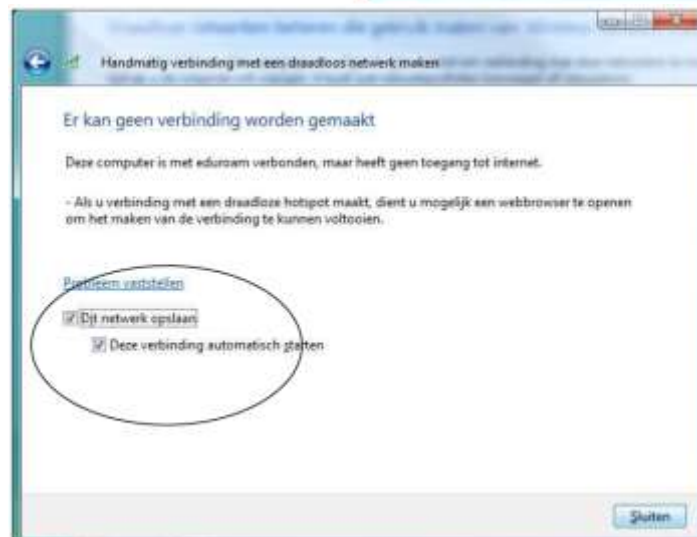 Handmatig verbinding met een draadloos netwerk maken
Er kan geen verbinding worden gemaakt
Deze computer is met eduroam verbonden, maar heeft geen toegang tot internet.
- Als u verbinding met een draadloze hotspot maakt, dient u mogelijk een webbrowser te openen
om het maken van de verbinding te kunnen voltooien.
Probleem vaststellen
Dit netwerk opslaan
Deze verbinding automatisch starten
Sluiten